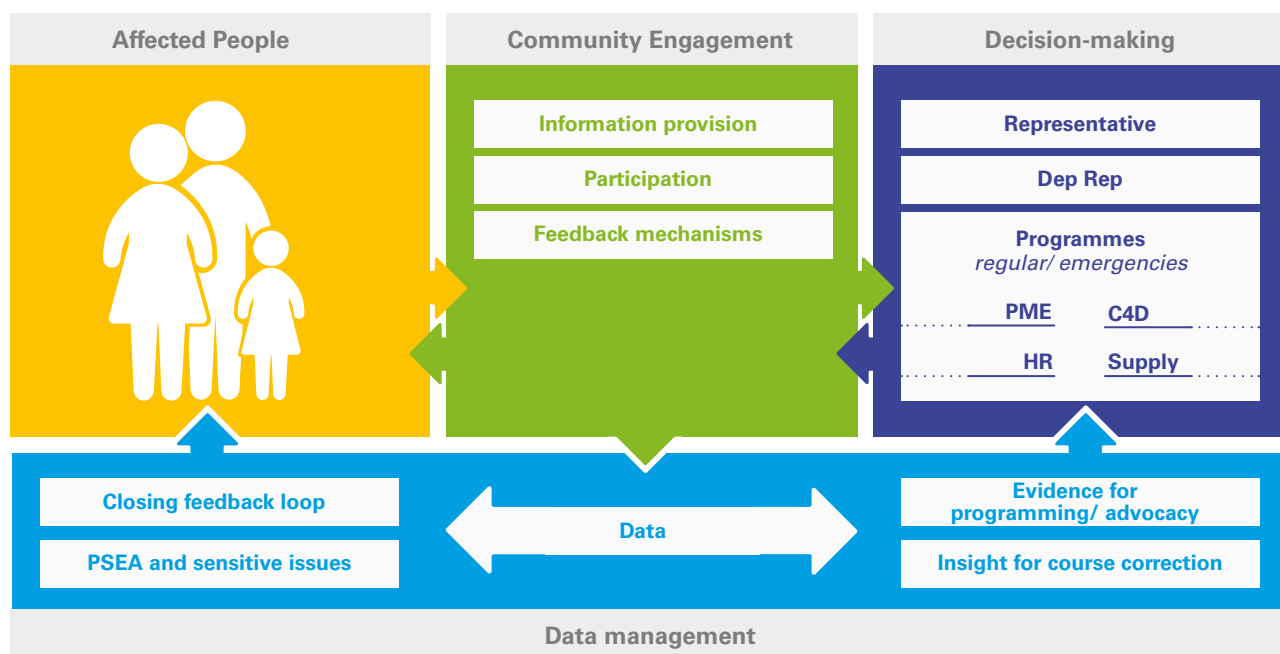 Affected People
Community Engagement
Decision-making
Information provision
Participation
Feedback mechanisms
Representative
Dep Rep
Programmes
regular/ emergencies
PME
C4D
HR
Supply
Closing feedback loop
PSEA and sensitive issues
Data
Evidence for
programming/ advocacy
Insight for course correction
Data management